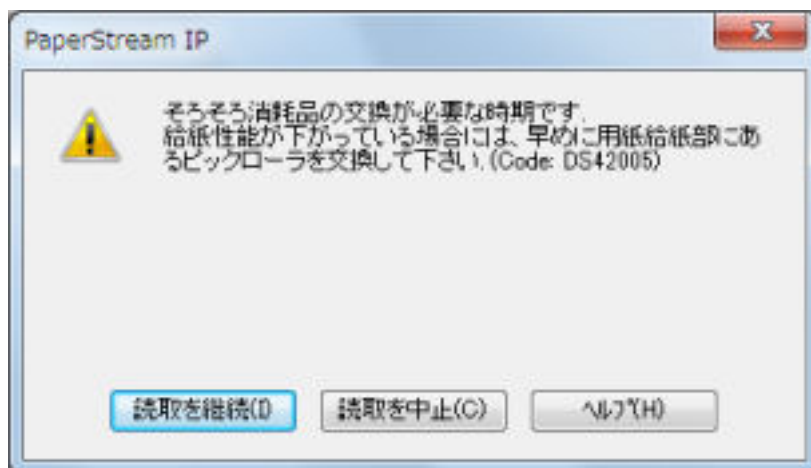 PaperStream IP
そろそろ消耗品の交換が必要な時期です.
給紙性能が下がっている場合には、早めに用紙給紙部にあ
るピックローラを交換して下さい.(Code: DS42005)
読取を継続(I)
読取を中止(C)
ヘルプ(H)